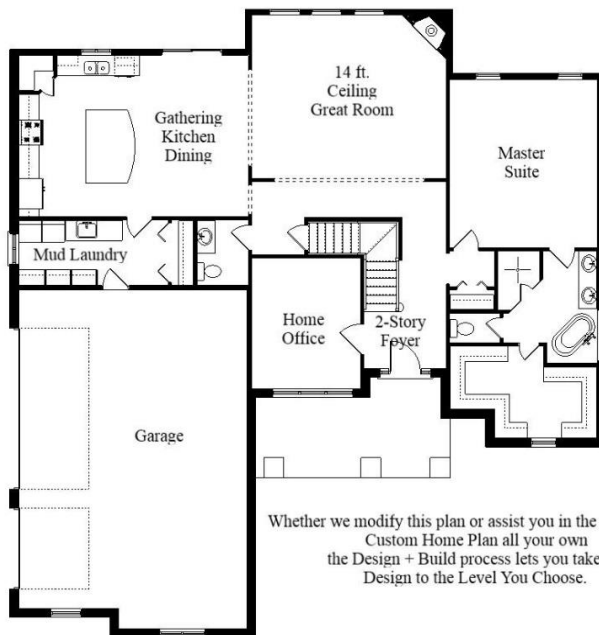 14 ft.
Ceiling
Great Room
Gathering
Kitchen
Dining
Master
Suite
Mud Laundry
Home
Office
2-Story
Foyer
Garage
Whether we modify this plan or assist you in the
Custom Home Plan all your own
the Design + Build process lets you take
Design to the Level You Choose.